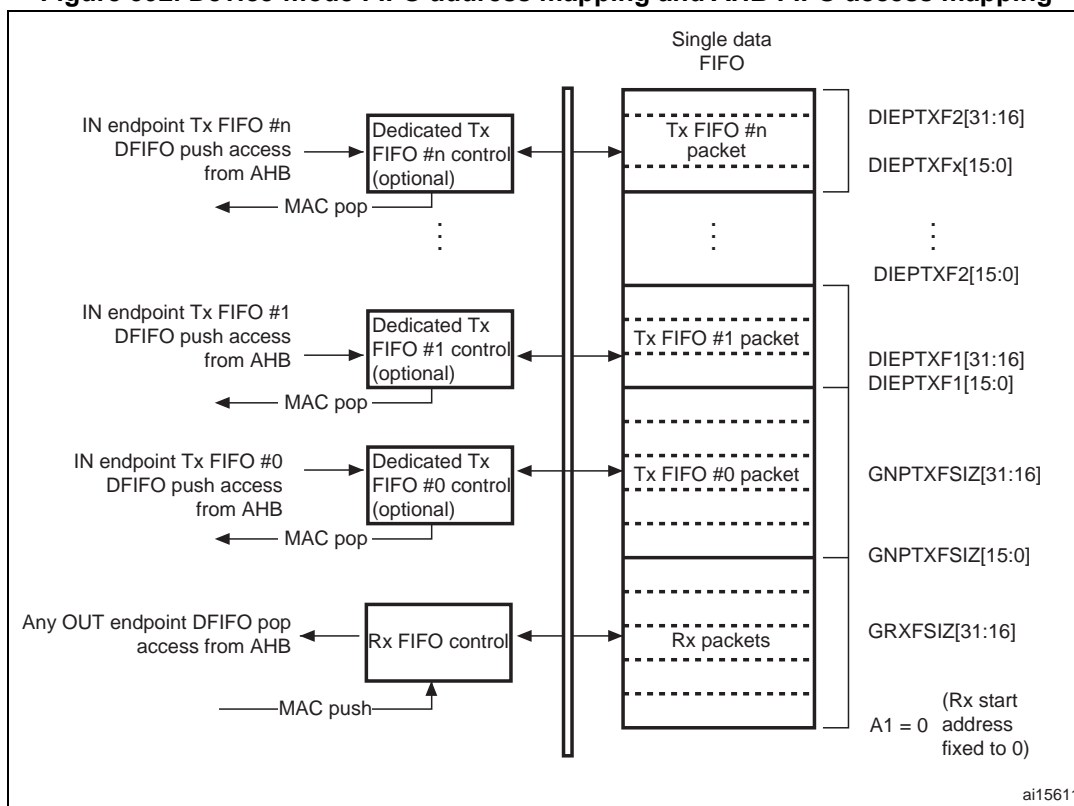 Single data
FIFO
IN endpoint Tx FIFO #n
DFIFO push access
from AHB
Dedicated Tx
FIFO #n control
(optional)
MAC pop
Tx FIFO #n
packet
DIEPTXF2[31:16]
DIEPTXFx[15:0]
DIEPTXF2[15:0]
IN endpoint Tx FIFO #1
DFIFO push access
from AHB
Dedicated Tx
FIFO #1 control
(optional)
MAC pop
Tx FIFO #1 packet
DIEPTXF1[31:16]
DIEPTXF1[15:0]
IN endpoint Tx FIFO #0
DFIFO push access
from AHB
Dedicated Tx
FIFO #0 control
(optional)
MAC pop
Tx FIFO #0 packet
GNPTXFSIZ[31:16]
GNPTXFSIZ[15:0]
Any OUT endpoint DFIFO pop
access from AHB
Rx FIFO control
MAC push
Rx packets
GRXFSIZ[31:16]
A1 = 0
(Rx start
address
fixed to 0)
ai15611